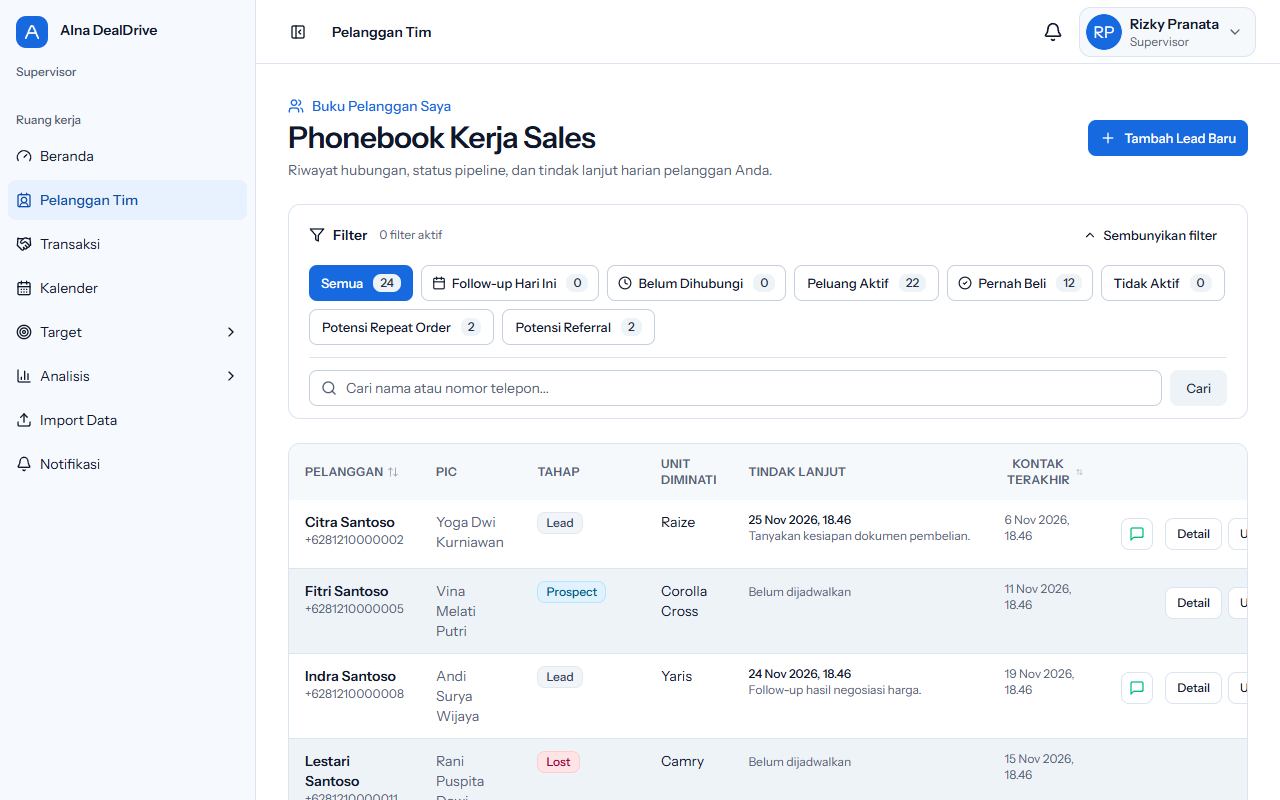 A
AIna DealDrive
Supervisor
Ruang kerja
Beranda
Pelanggan Tim
Transaksi
Kalender
Target
Analisis
Import Data
Notifikasi
Pelanggan Tim
RP
Rizky Pranata
Supervisor
Buku Pelanggan Saya
Phonebook Kerja Sales
Riwayat hubungan, status pipeline, dan tindak lanjut harian pelanggan Anda.
Tambah Lead Baru
Filter 0 filter aktif
Sembunyikan filter
Semua 24 Follow-up Hari Ini 0 Belum Dihubungi 0 Peluang Aktif 22 Pernah Beli 12 Tidak Aktif 0
Potensi Repeat Order 2 Potensi Referral 2
Cari nama atau nomor telepon...
Cari
PELANGGAN PIC TAHAP UNIT DIMINATI TINDAK LANJUT KONTAK TERAKHIR
Citra Santoso
+6281210000002
Yoga Dwi
Kurniawan
Lead
Raize
25 Nov 2026, 18.46
Tanyakan kesiapan dokumen pembelian.
6 Nov 2026,
18.46
Detail
U
Fitri Santoso
+6281210000005
Vina
Melati
Putri
Prospect
Corolla
Cross
Belum dijadwalkan
11 Nov 2026,
18.46
Detail
U
Indra Santoso
+6281210000008
Andi
Surya
Wijaya
Lead
Yaris
24 Nov 2026, 18.46
Follow-up hasil negosiasi harga.
19 Nov 2026,
18.46
Detail
U
Lestari
Santoso
+6281210000011
Rani
Puspita
Dewi
Lost
Camry
Belum dijadwalkan
15 Nov 2026,
18.46